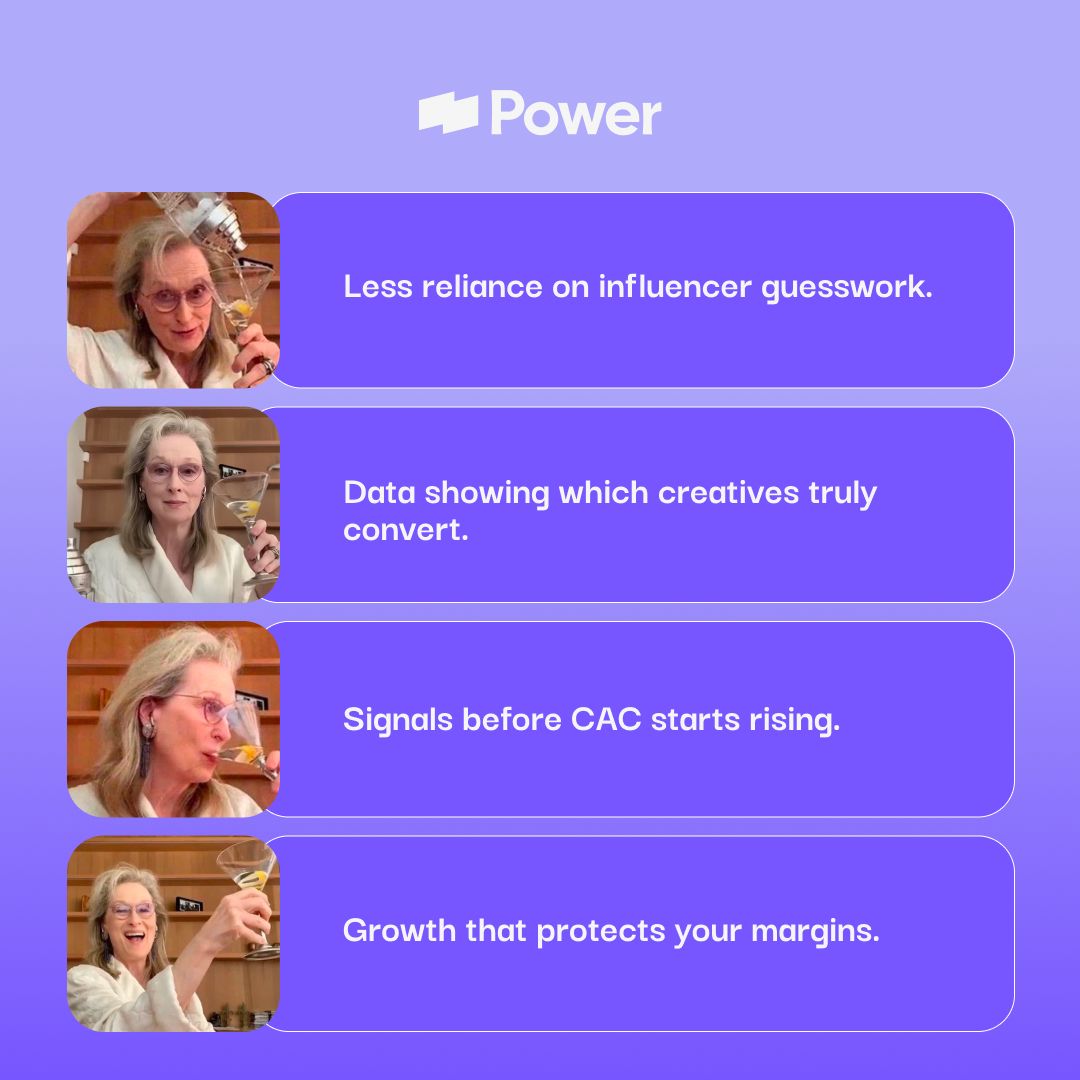 Power
Less reliance on influencer guesswork.
Data showing which creatives truly
convert.
Signals before CAC starts rising.
Growth that protects your margins.